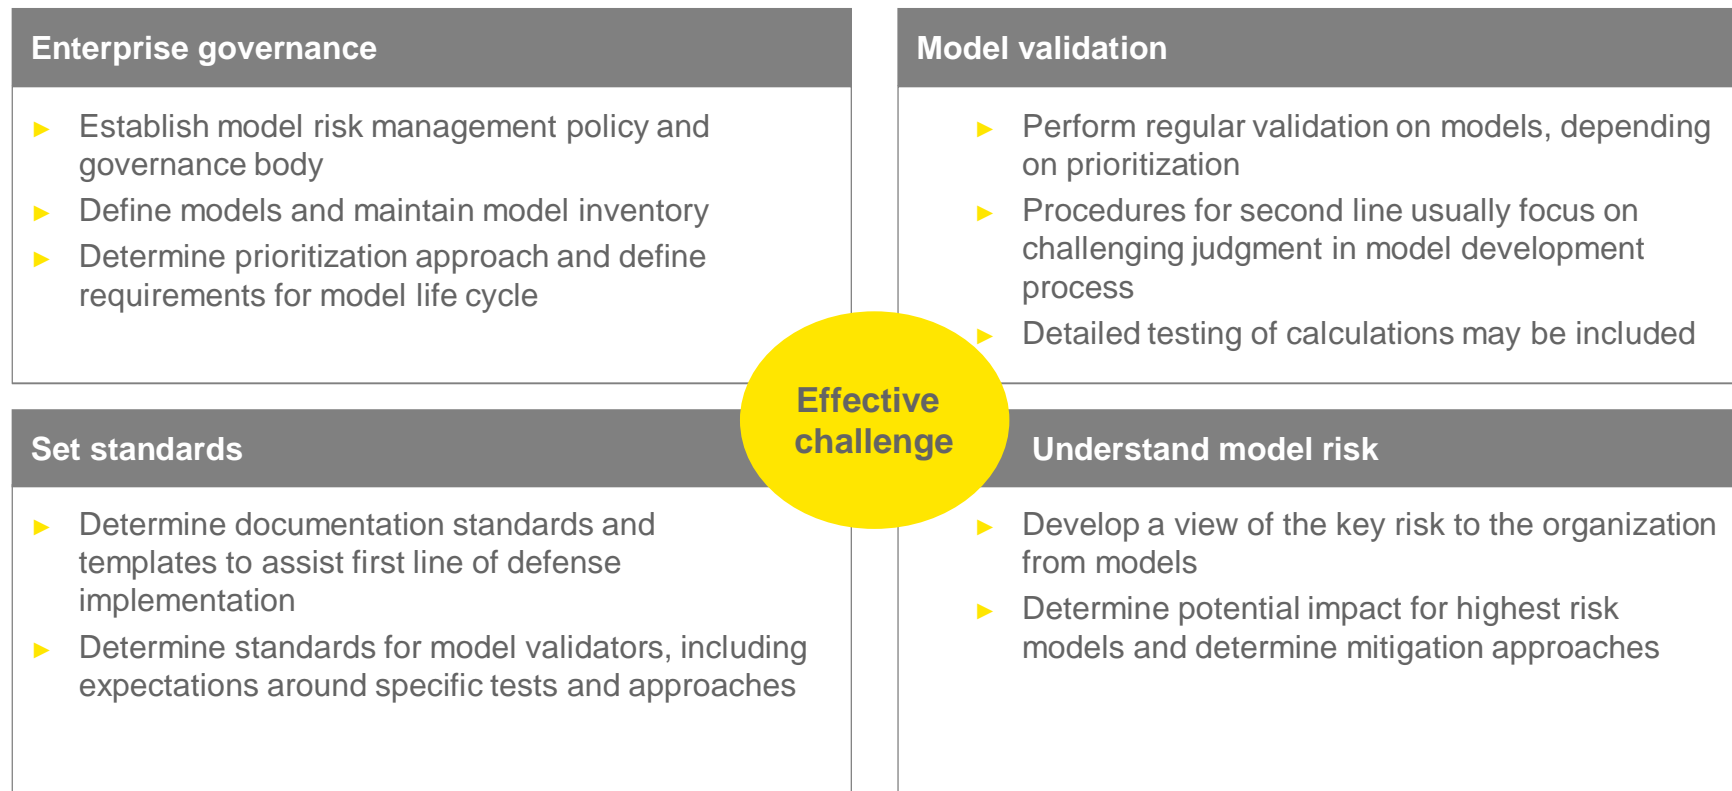 Enterprise governance
► Establish model risk management policy and
governance body
► Define models and maintain model inventory
► Determine prioritization approach and define
requirements for model life cycle
Model validation
► Perform regular validation on models, depending
on prioritization
► Procedures for second line usually focus on
challenging judgment in model development
process
► Detailed testing of calculations may be included
Effective
challenge
Set standards
► Determine documentation standards and
templates to assist first line of defense
implementation
► Determine standards for model validators, including
expectations around specific tests and approaches
Understand model risk
► Develop a view of the key risk to the organization
from models
► Determine potential impact for highest risk
models and determine mitigation approaches